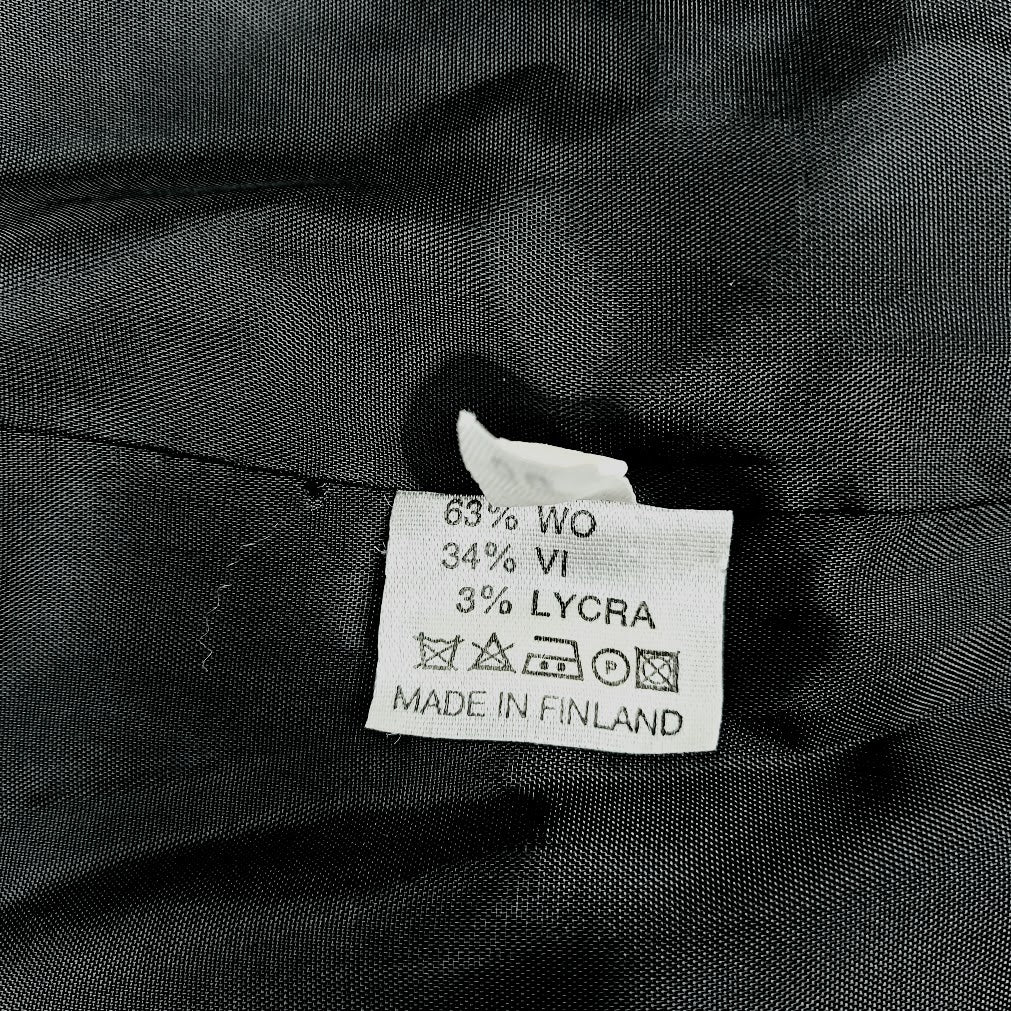 63% WO
34% VI
3% LYCRA
P
MADE IN FINLAND